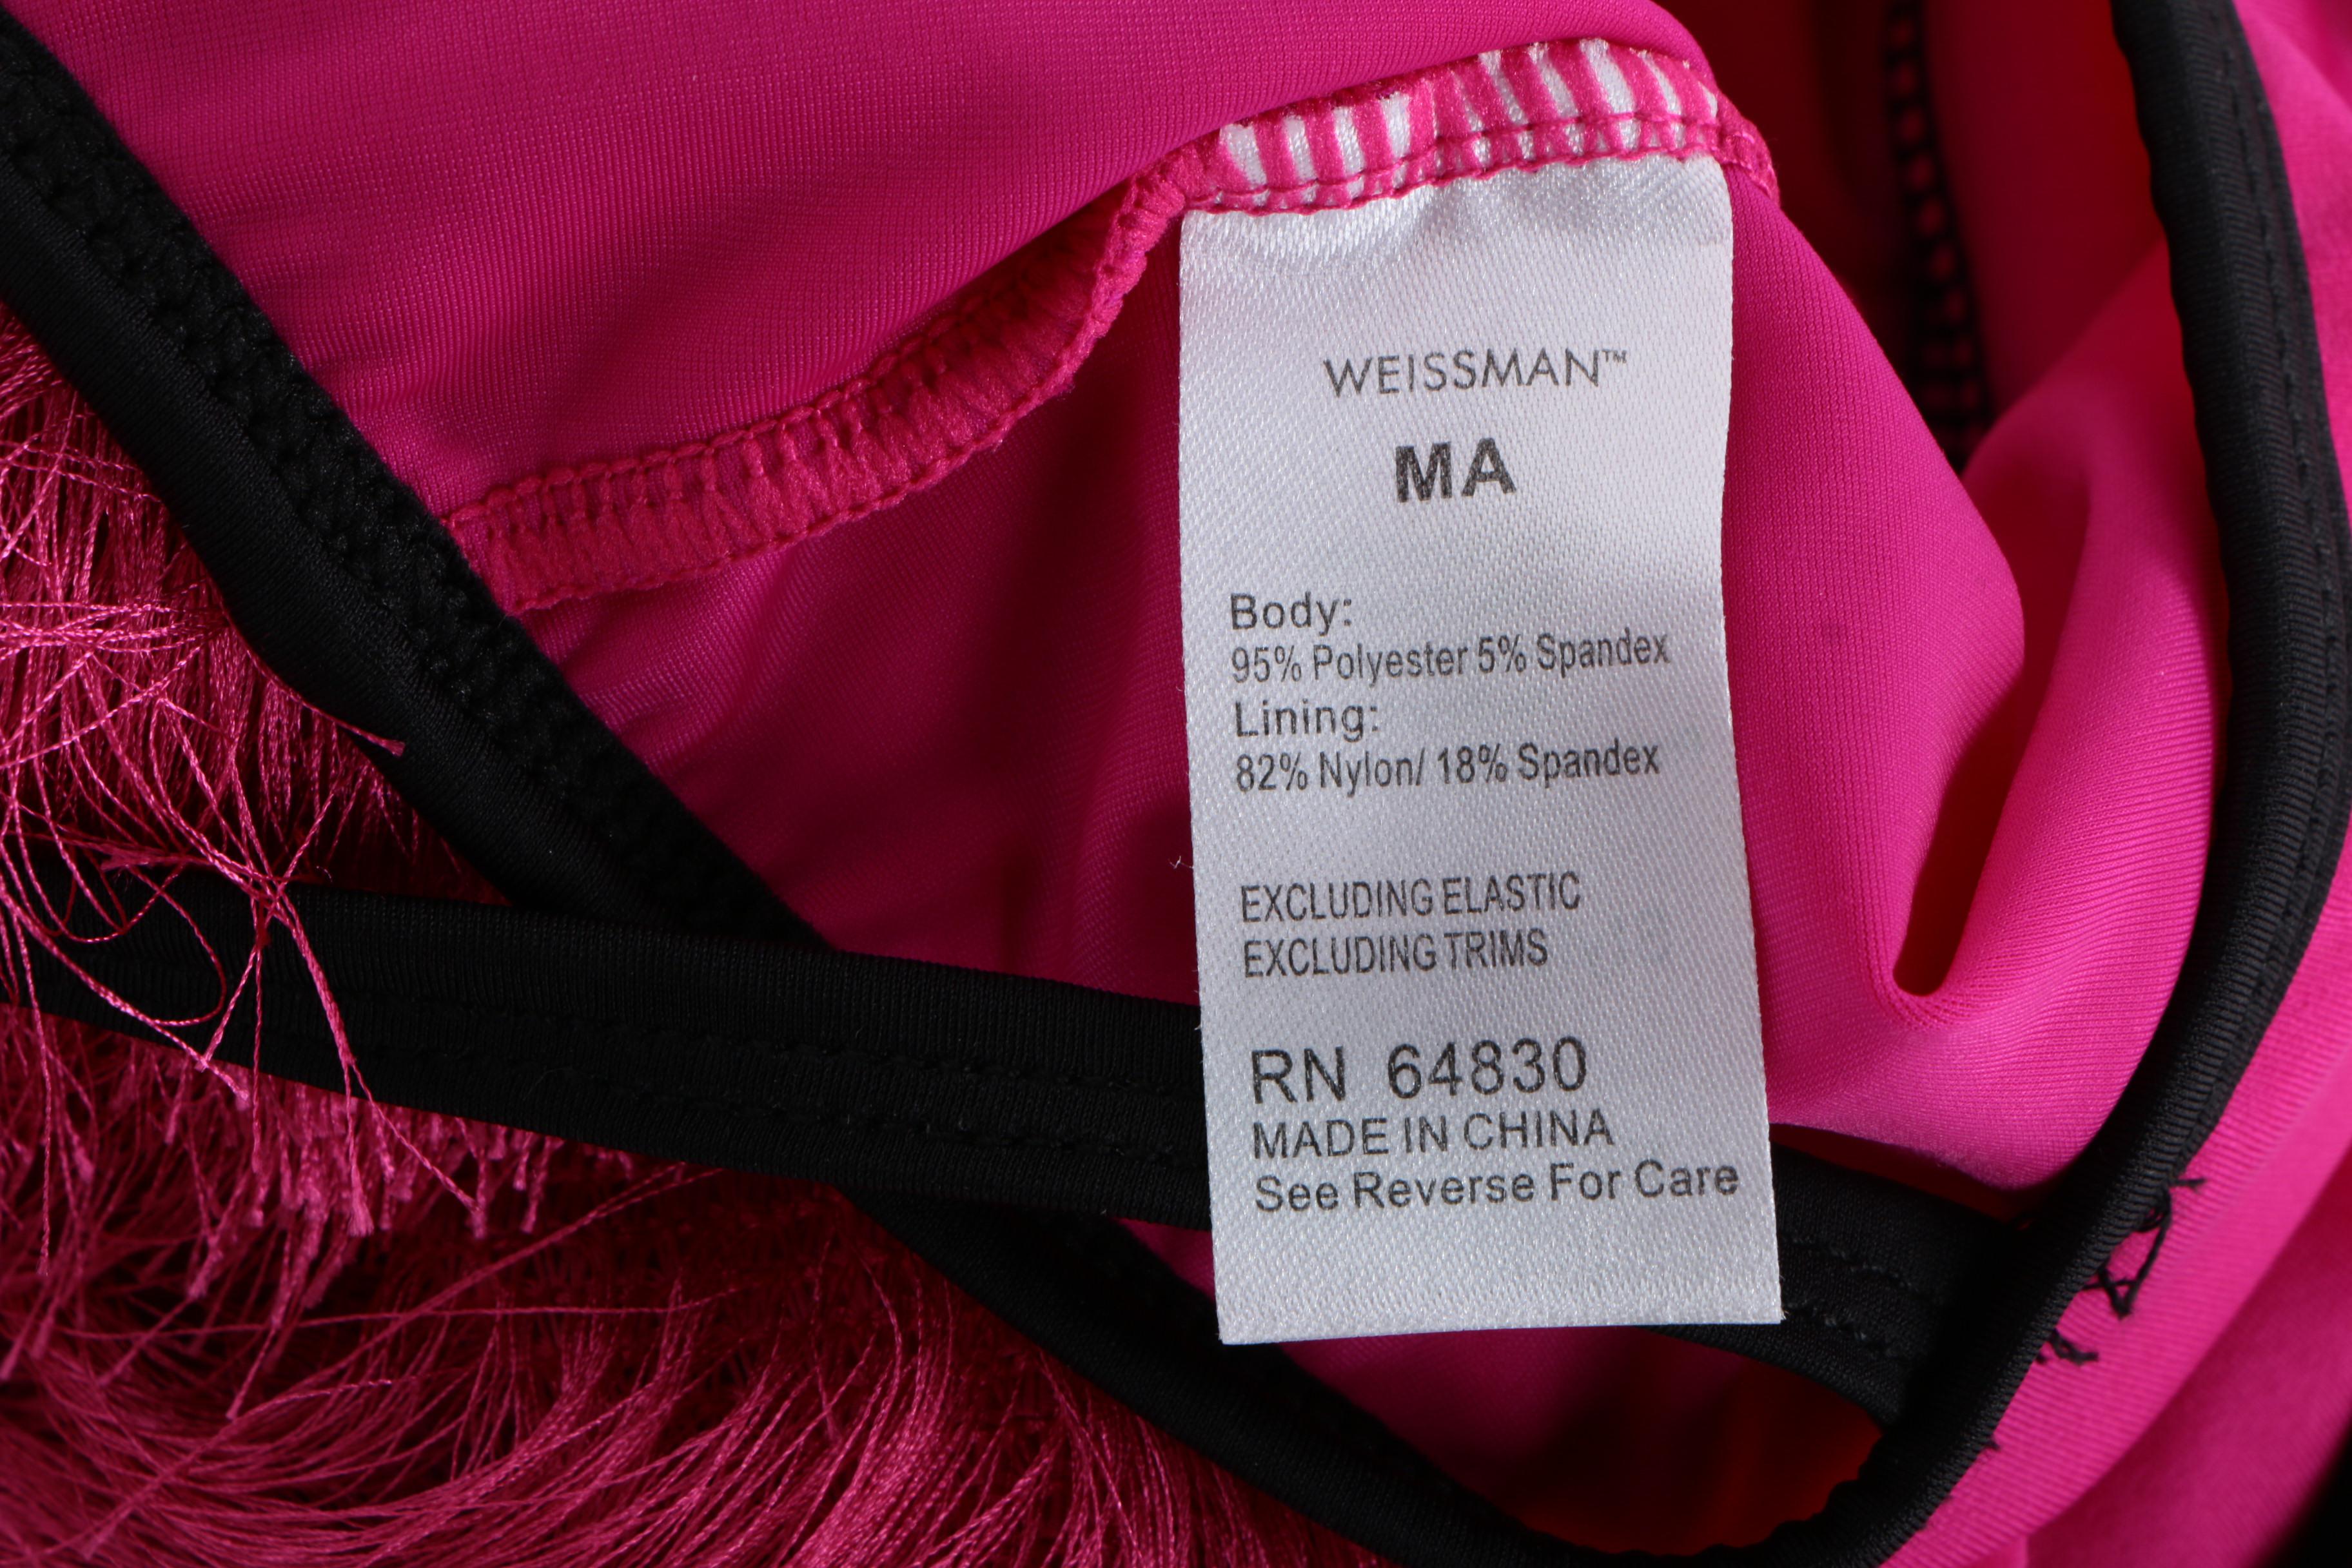 WEISSMAN™
MA
Body:
95% Polyester 5% Spandex
Lining:
82% Nylon/ 18% Spandex
EXCLUDING ELASTIC
EXCLUDING TRIMS
RN 64830
MADE IN CHINA
See Reverse For Care